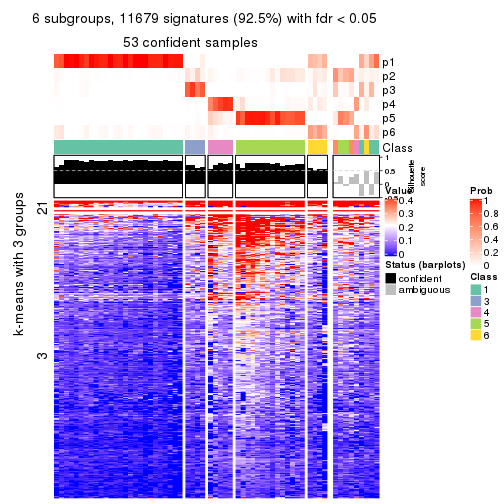 6 subgroups, 11679 signatures (92.5%) with fdr < 0.05
53 confident samples
p1
p2
p3
p4
p5
p6
Class
1
0.5
0
Silhouette
score
k-means with 3 groups
21
3
Value
0.4
0.3
0.2
0.1
0
Status (barplots)
confident
ambiguous
Prob
1
0.8
0.6
0.4
0.2
0
Class
1
3
4
5
6